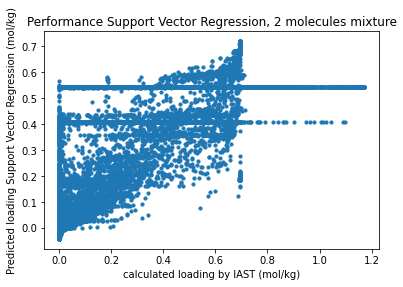 Performance Support Vector Regression, 2 molecules mixture
Predicted loading Support Vector Regression (mol/kg)
0.7
0.6
0.5
0.4
0.3
0.2
0.1
0.0
0.0 0.2 0.4 0.6 0.8 1.0 1.2
calculated loading by IAST (mol/kg)